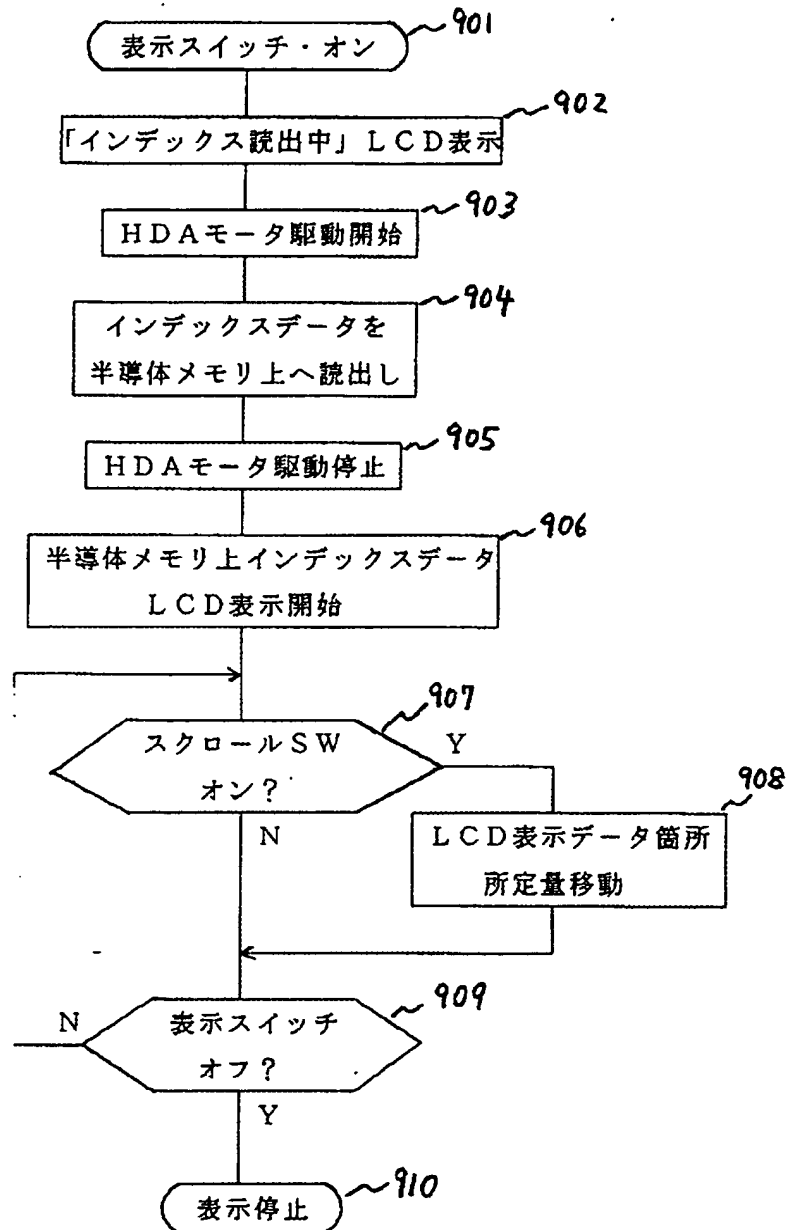 表示スイッチ・オン
901
902
「インデックス読出中」LCD表示
903
HDAモータ駆動開始
904
インデックスデータを
半導体メモリ上へ読出し
905
HDAモータ駆動停止
906
半導体メモリ上インデックスデータ
LCD表示開始
907
スクロールSW
オン?
Y
N
908
LCD表示データ箇所
所定量移動
909
N
表示スイッチ
オフ?
Y
910
表示停止